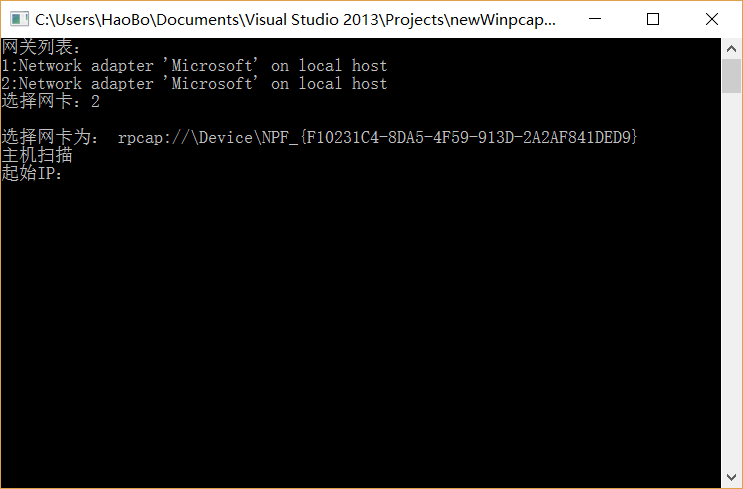 C:\Users\HaoBo\Documents\Visual Studio 2013\Projects\newWinpcap...
网关列表:
1:Network adapter 'Microsoft' on local host
2:Network adapter 'Microsoft' on local host
选择网卡: 2
选择网卡为: rpcap://\Device\NPF_{F10231C4-8DA5-4F59-913D-2A2AF841DED9}
主机扫描
起始IP: